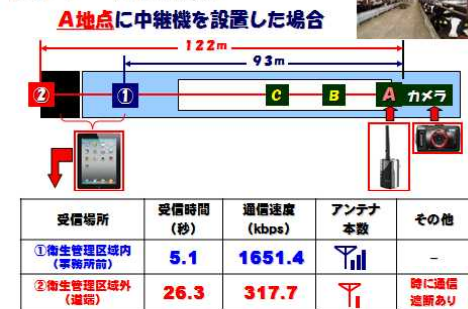 A地点に中継機を設置した場合
122m
93m
② ① C B A カメラ
受信場所 受信時間(秒) 通信速度(kbps) アンテナ本数 その他
①衛生管理区域内(事務所前) 5.1 1651.4 －
②衛生管理区域外(道端) 26.3 317.7 時に通信遮断あり